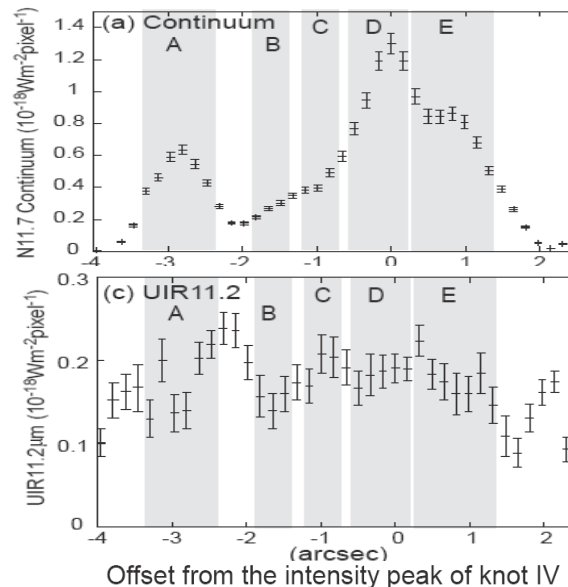 (a) Continuum
A B C D E
N11.7 Continuum (10⁻¹⁸Wm⁻²pixel⁻¹)
1.4
1.2
1
0.8
0.6
0.4
0.2
0
-4 -3 -2 -1 0 1 2
(c) UIR11.2
A B C D E
UIR11.2μm (10⁻¹⁸Wm⁻²pixel⁻¹)
0.3
0.2
0.1
0
-4 -3 -2 -1 0 1 2
(arcsec)
Offset from the intensity peak of knot IV